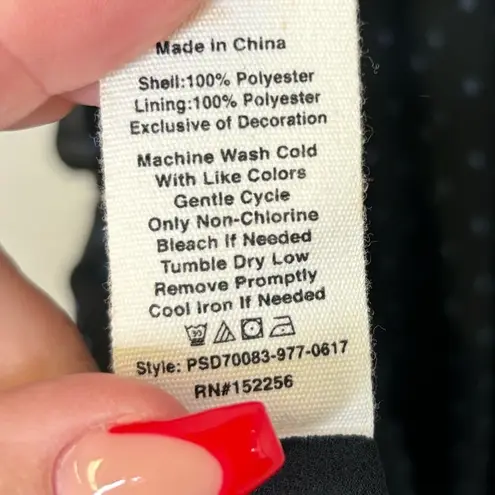 Made in China
Shell:100% Polyester
Lining:100% Polyester
Exclusive of Decoration
Machine Wash Cold
With Like Colors
Gentle Cycle
Only Non-Chlorine
Bleach If Needed
Tumble Dry Low
Remove Promptly
Cool Iron If Needed
30
Style: PSD70083-977-0617
RN#152256